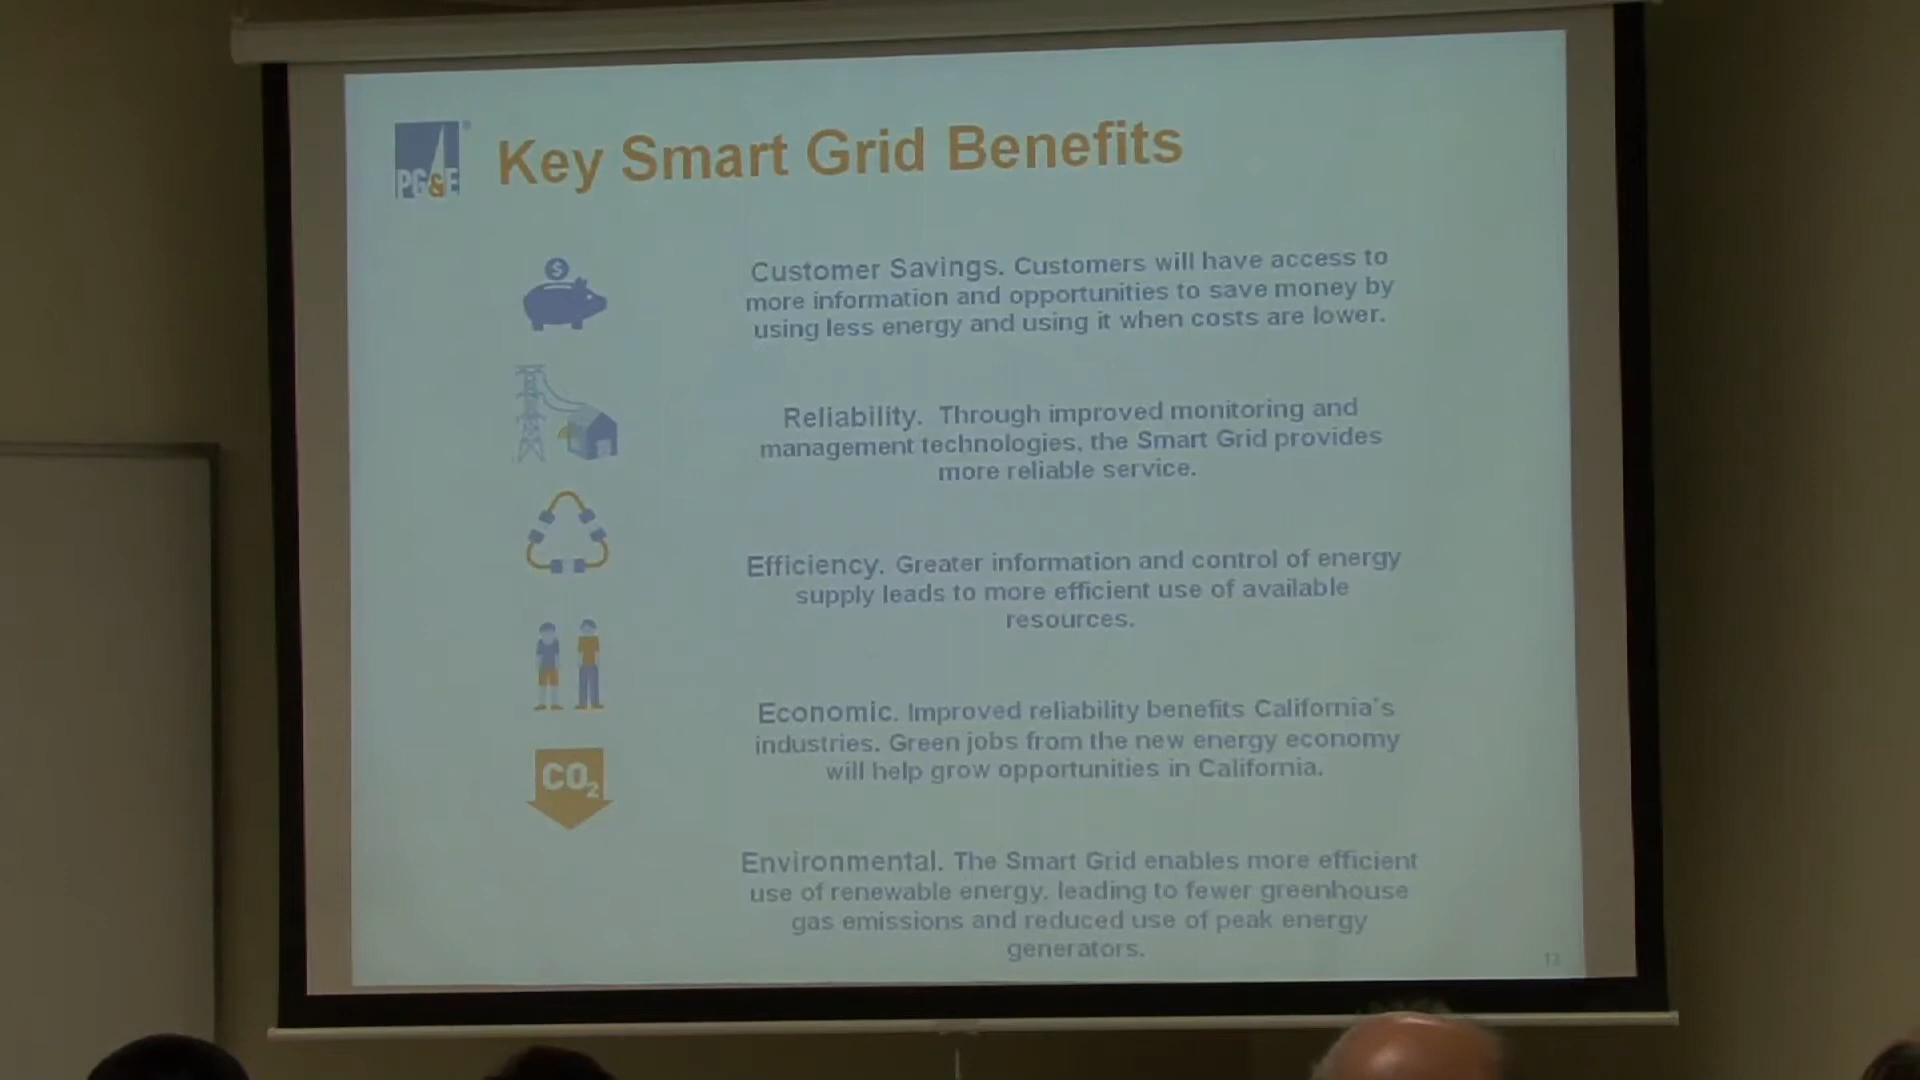 PG&E®
Key Smart Grid Benefits
$
Customer Savings. Customers will have access to
more information and opportunities to save money by
using less energy and using it when costs are lower.
Reliability. Through improved monitoring and
management technologies, the Smart Grid provides
more reliable service.
Efficiency. Greater information and control of energy
supply leads to more efficient use of available
resources.
Economic. Improved reliability benefits California's
industries. Green jobs from the new energy economy
will help grow opportunities in California.
CO2
Environmental. The Smart Grid enables more efficient
use of renewable energy, leading to fewer greenhouse
gas emissions and reduced use of peak energy
generators.